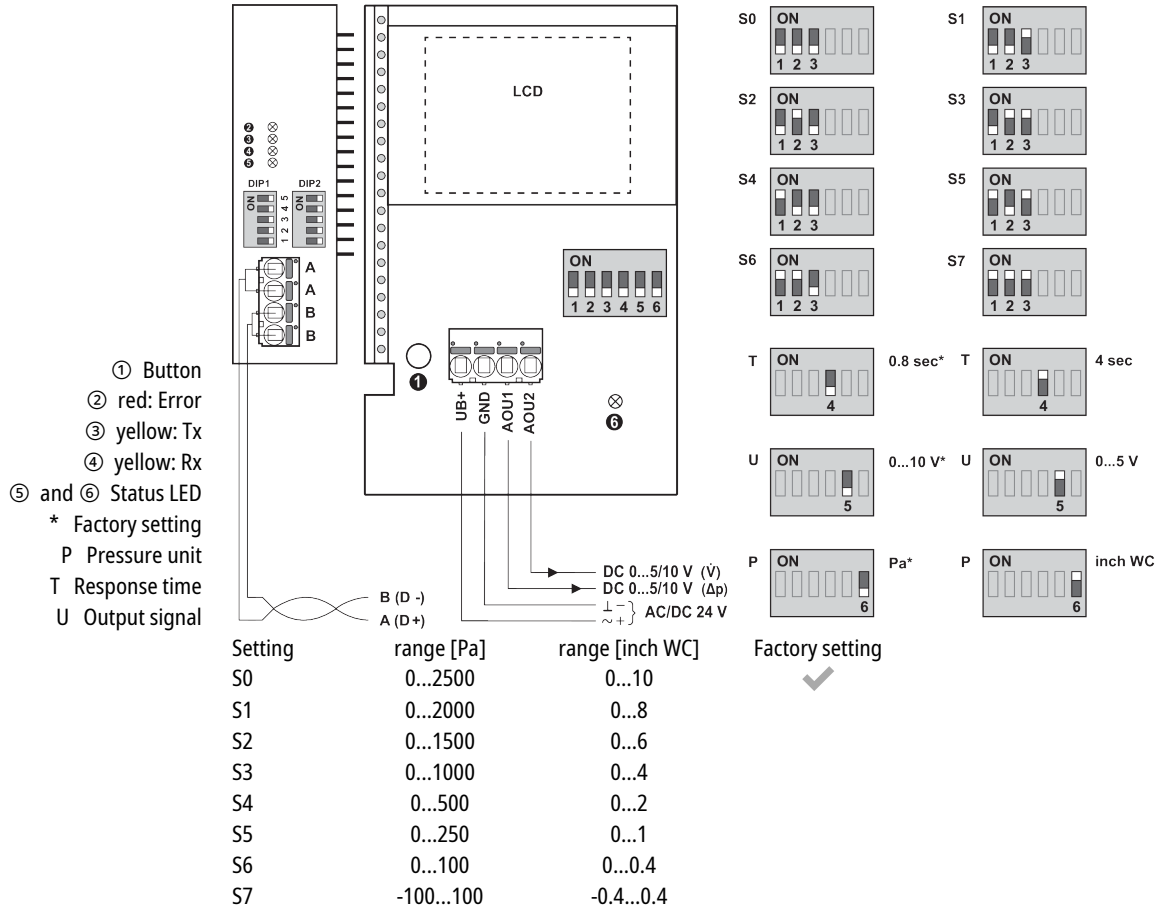 ② 
③ 
④ 
⑤ 
DIP1 DIP2
ON ON
1 2 3 4 5
A
A
B
B
LCD
ON
1 2 3 4 5 6
❶
UB+ GND AOU1 AOU2
❻
DC 0...5/10 V (V̇)
DC 0...5/10 V (Δp)
⊥ −
~ +
} AC/DC 24 V
B (D -)
A (D+)
① Button
② red: Error
③ yellow: Tx
④ yellow: Rx
⑤ and ⑥ Status LED
* Factory setting
P Pressure unit
T Response time
U Output signal
S0 ON
1 2 3
S1 ON
1 2 3
S2 ON
1 2 3
S3 ON
1 2 3
S4 ON
1 2 3
S5 ON
1 2 3
S6 ON
1 2 3
S7 ON
1 2 3
T ON 0.8 sec*
4
T ON 4 sec
4
U ON 0...10 V*
5
U ON 0...5 V
5
P ON Pa*
6
P ON inch WC
6
Setting range [Pa] range [inch WC] Factory setting
S0 0...2500 0...10 ✔
S1 0...2000 0...8
S2 0...1500 0...6
S3 0...1000 0...4
S4 0...500 0...2
S5 0...250 0...1
S6 0...100 0...0.4
S7 -100...100 -0.4...0.4